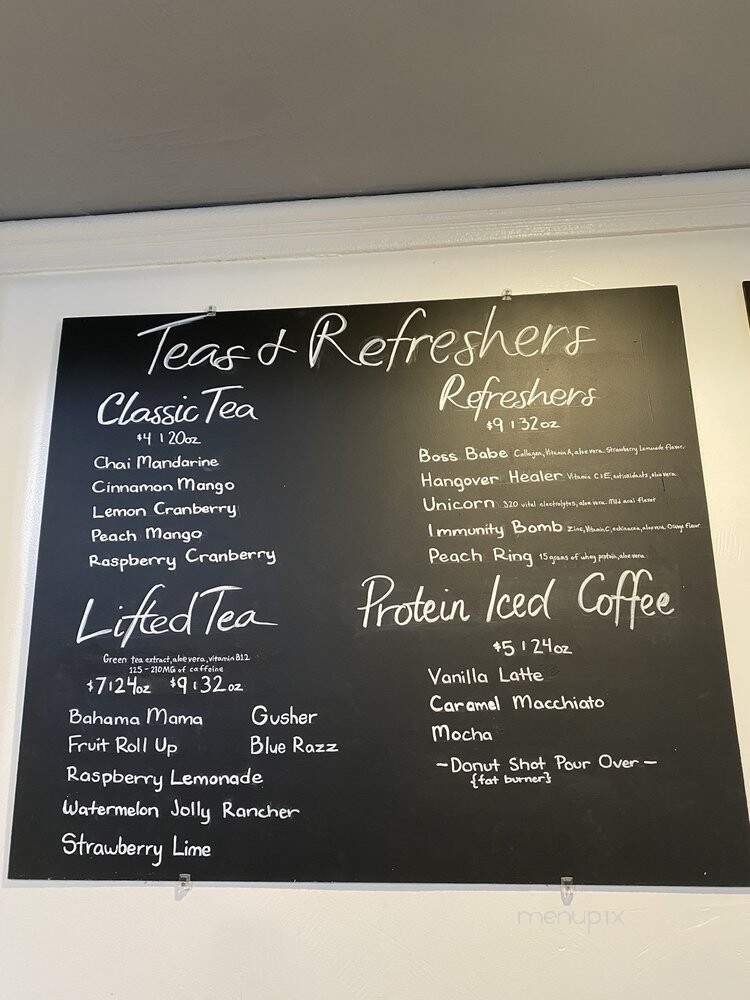 Teas & Refreshers
Classic Tea
$4 | 20oz
Chai Mandarine
Cinnamon Mango
Lemon Cranberry
Peach Mango
Raspberry Cranberry
Lifted Tea
Green tea extract, aloe vera, vitamin B12
125-210MG of caffeine
$7 | 24oz $9 | 32oz
Bahama Mama Gusher
Fruit Roll Up Blue Razz
Raspberry Lemonade
Watermelon Jolly Rancher
Strawberry Lime
Refreshers
$9 | 32oz
Boss Babe Collagen, Vitamin A, aloe vera. Strawberry Lemonade flavor.
Hangover Healer Vitamin C&E, antioxidants, aloe vera
Unicorn 320 vital electrolytes, aloe vera. Mild acai flavor
Immunity Bomb Zinc, Vitamin C, echinacea, aloe vera. Orange flavor
Peach Ring 15 grams of whey protein, aloe vera
Protein Iced Coffee
$5 | 24oz
Vanilla Latte
Caramel Macchiato
Mocha
-Donut Shot Pour Over-
{fat burner}
menupix